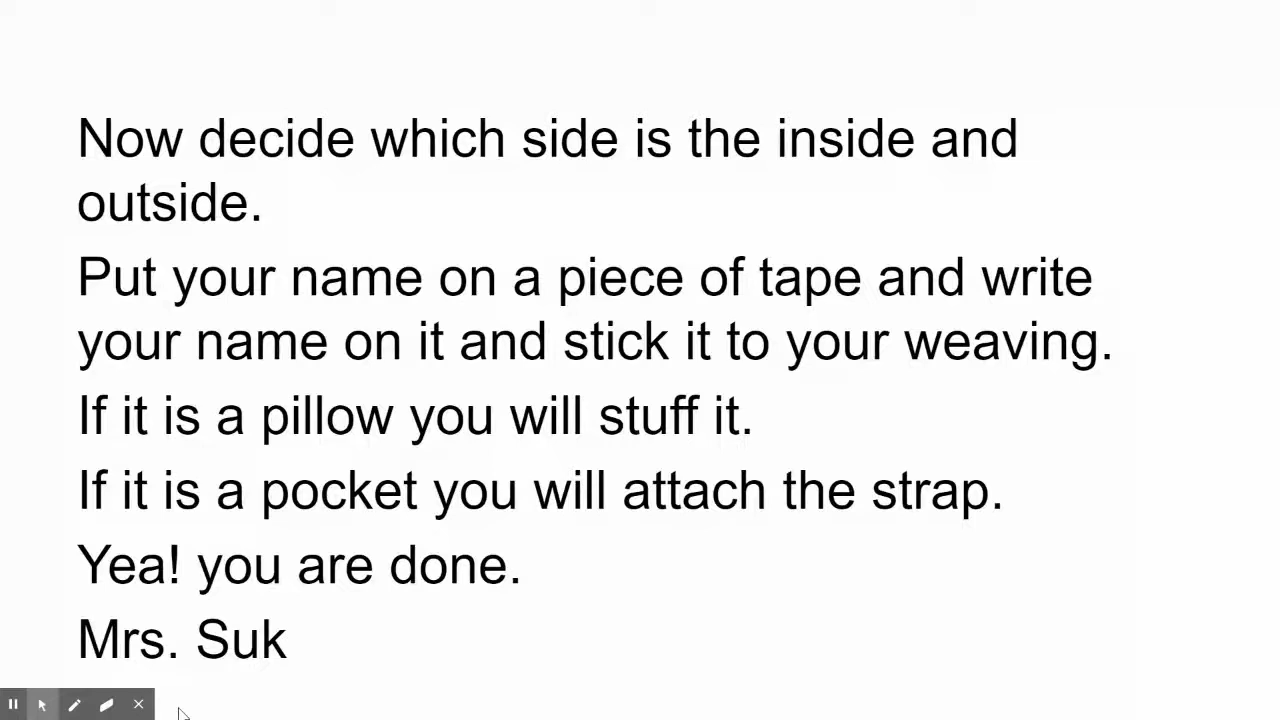 Now decide which side is the inside and
outside.
Put your name on a piece of tape and write
your name on it and stick it to your weaving.
If it is a pillow you will stuff it.
If it is a pocket you will attach the strap.
Yea! you are done.
Mrs. Suk